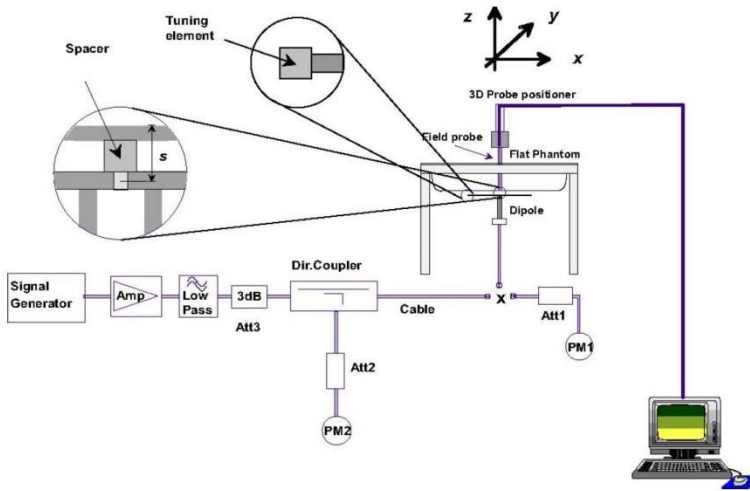 Tuning
element
Spacer
s
z
y
x
3D Probe positioner
Field probe
Flat Phantom
Dipole
Signal
Generator
Amp
Low
Pass
3dB
Att3
Dir.Coupler
Cable
x
Att1
PM1
Att2
PM2